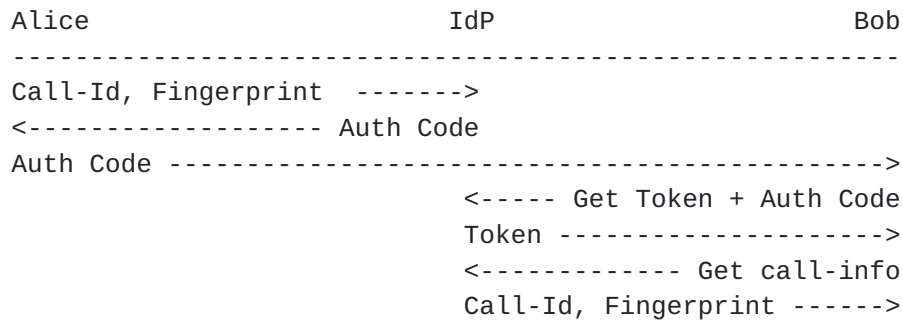 Alice                       IdP                       Bob
---------------------------------------------------------
Call-Id, Fingerprint  ------->
<------------------- Auth Code
Auth Code ---------------------------------------------->
                             <----- Get Token + Auth Code
                             Token --------------------->
                             <------------- Get call-info
                             Call-Id, Fingerprint ------>